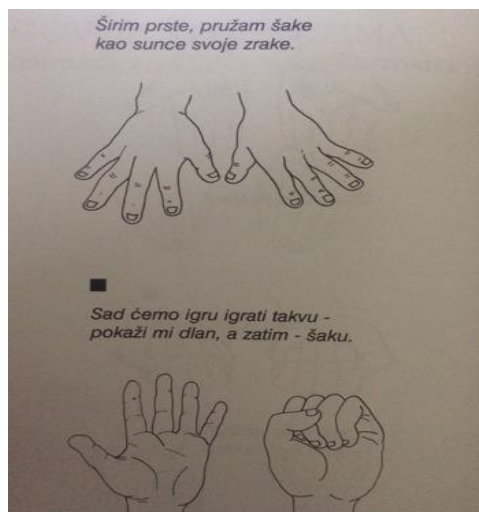 Širim prste, pružam šake
kao sunce svoje zrake.
Sad ćemo igru igrati takvu -
pokaži mi dlan, a zatim - šaku.